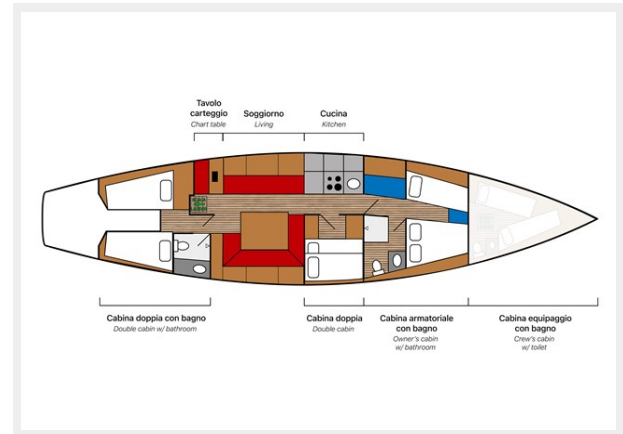 Tavolo
carteggio
Chart table
Soggiorno
Living
Cucina
Kitchen
Cabina doppia con bagno
Double cabin w/ bathroom
Cabina doppia
Double cabin
Cabina armatoriale
con bagno
Owner's cabin
w/ bathroom
Cabina equipaggio
con bagno
Crew's cabin
w/ toilet